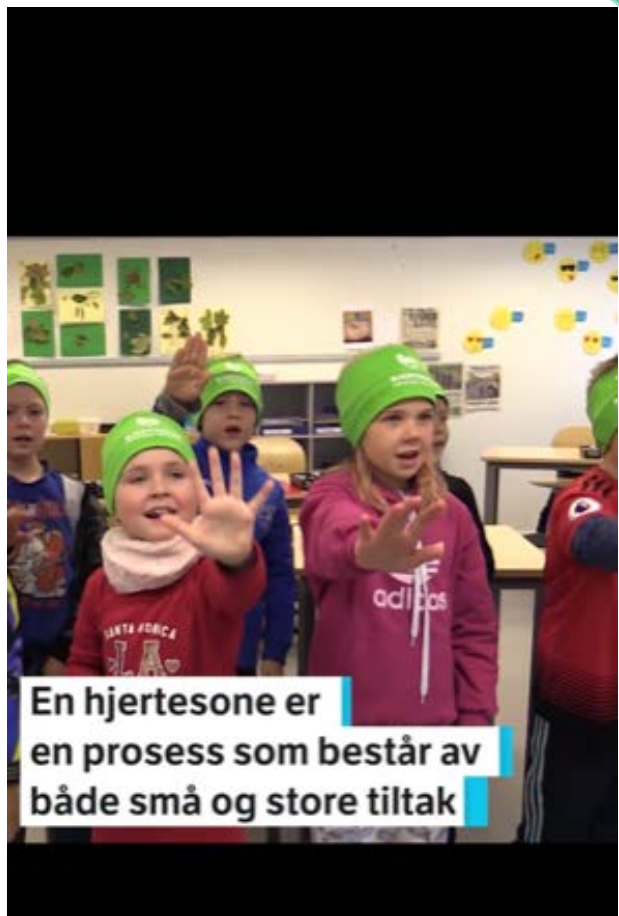 adidas
SANTA MONICA
LA
En hjertesone er
en prosess som består av
både små og store tiltak